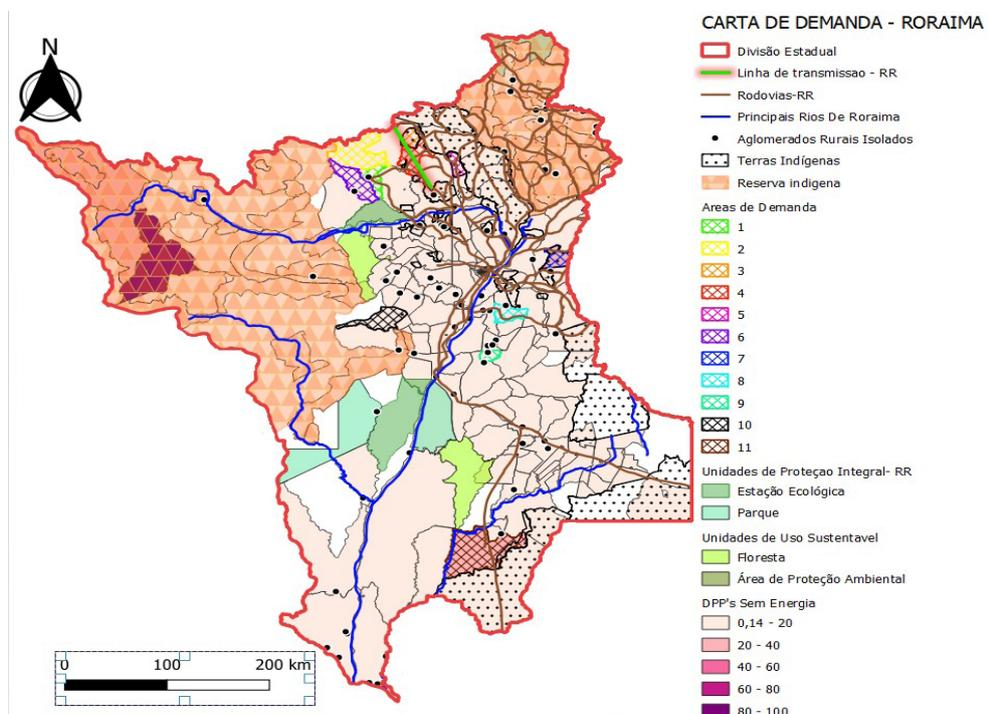 CARTA DE DEMANDA - RORAIMA
N
Divisão Estadual
Linha de transmissao - RR
Rodovias-RR
Principais Rios De Roraima
Aglomerados Rurais Isolados
Terras Indígenas
Reserva indigena
Areas de Demanda
1
2
3
4
5
6
7
8
9
10
11
Unidades de Proteçao Integral- RR
Estação Ecológica
Parque
Unidades de Uso Sustentavel
Floresta
Área de Proteção Ambiental
DPP's Sem Energia
0,14 - 20
20 - 40
40 - 60
60 - 80
80 - 100
0 100 200 km